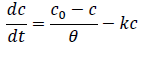 dc/dt = (c₀ − c)/θ − kc